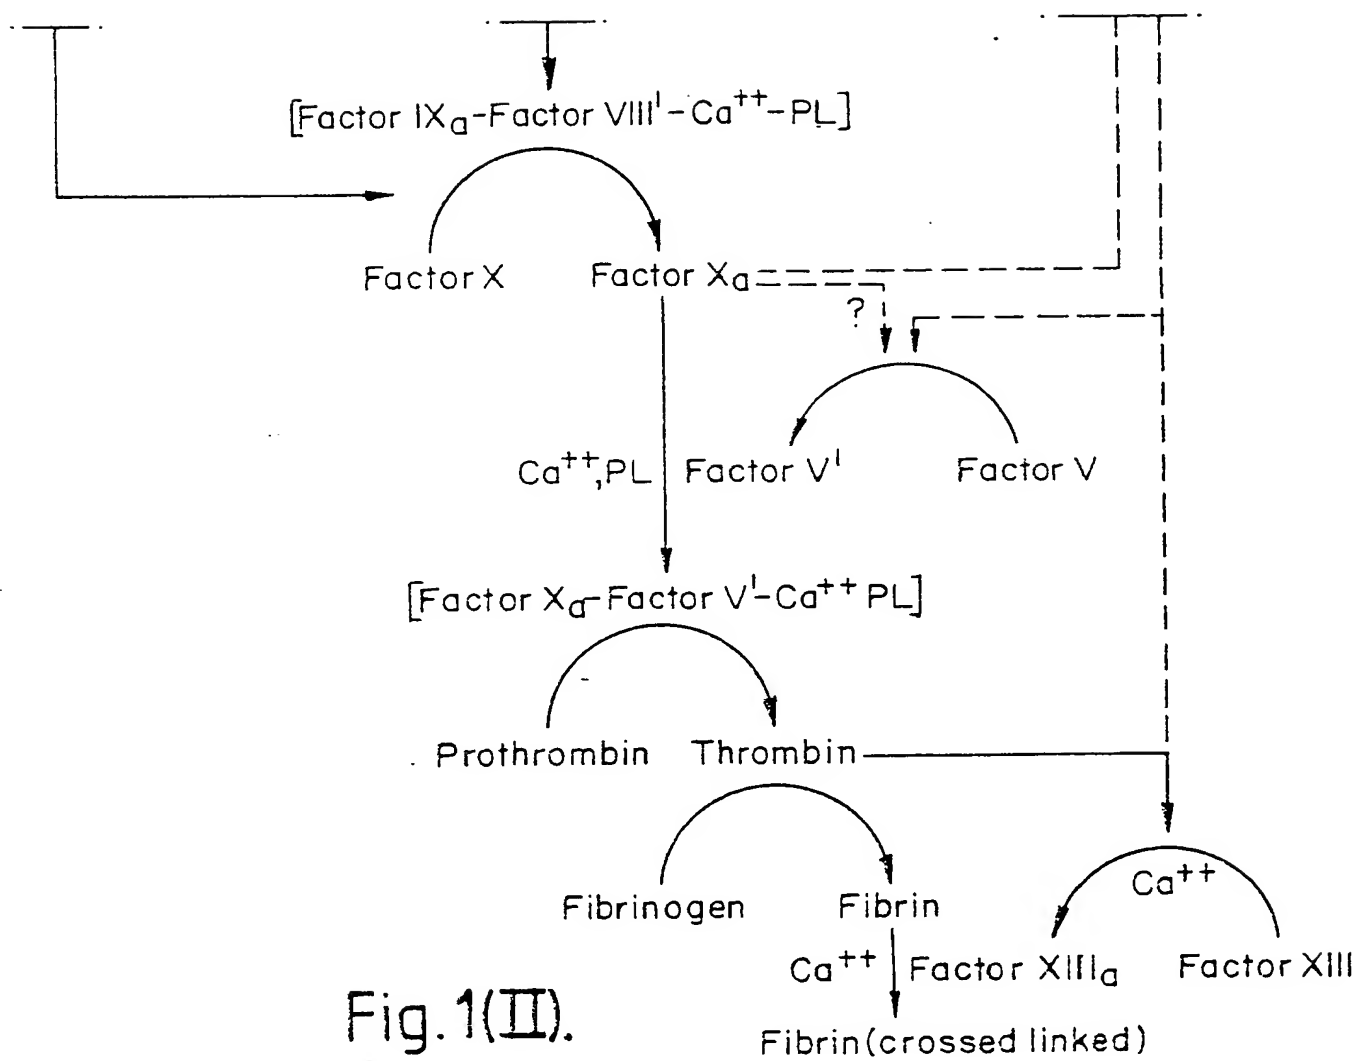 [Factor IXa-Factor VIII'-Ca++-PL]
Factor X
Factor Xa
?
Ca++,PL
Factor V'
Factor V
[Factor Xa-Factor V'-Ca++ PL]
Prothrombin
Thrombin
Ca++
Fibrinogen
Fibrin
Ca++
Factor XIIIa
Factor XIII
Fibrin(crossed linked)
Fig.1(II).